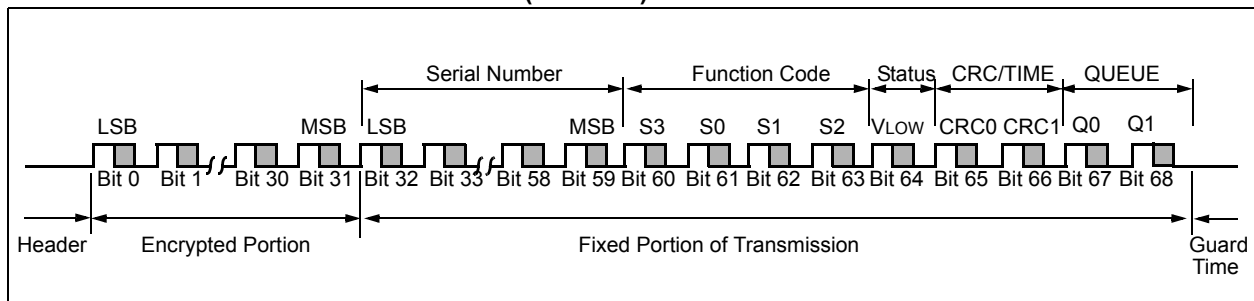 Serial Number Function Code Status CRC/TIME QUEUE
LSB MSB LSB MSB S3 S0 S1 S2 VLOW CRC0 CRC1 Q0 Q1
Bit 0 Bit 1 Bit 30 Bit 31 Bit 32 Bit 33 Bit 58 Bit 59 Bit 60 Bit 61 Bit 62 Bit 63 Bit 64 Bit 65 Bit 66 Bit 67 Bit 68
Header Encrypted Portion Fixed Portion of Transmission Guard
Time